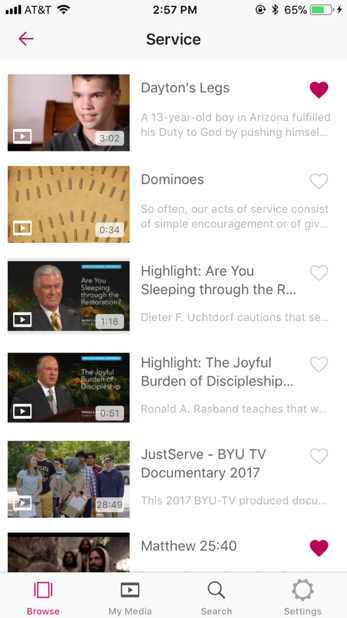 AT&T 2:57 PM 65%
Service
Dayton's Legs
A 13-year-old boy in Arizona fulfilled
his Duty to God by pushing himsel...
3:02
Dominoes
So often, our acts of service consist
of simple encouragement or of giv...
0:34
Highlight: Are You
Sleeping through the R...
Dieter F. Uchtdorf cautions that se...
Are You
Sleeping through
the Restoration?
1:18
Highlight: The Joyful
Burden of Discipleship...
Ronald A. Rasband teaches that w...
The Joyful
Burden of
Discipleship
0:51
JustServe - BYU TV
Documentary 2017
This 2017 BYU-TV produced docu...
28:49
Matthew 25:40
Browse
My Media
Search
Settings